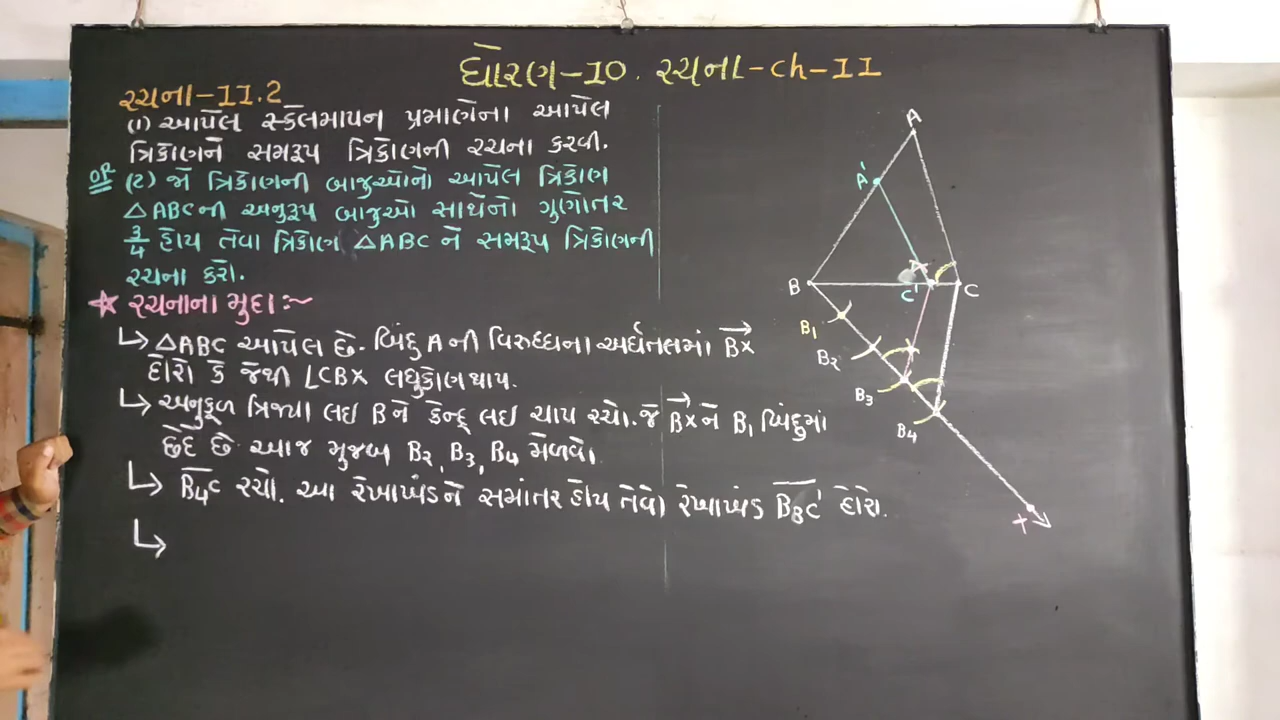 ધોરણ-10. રચના-ch-11
રચના-11.2
(1) આપેલ સ્કેલમાપન પ્રમાણેના આપેલ
ત્રિકોણને સમરૂપ ત્રિકોણની રચના કરવી.
OR (2) જે ત્રિકોણની બાજુઓનો આપેલ ત્રિકોણ
△ABCની અનુરૂપ બાજુઓ સાથેનો ગુણોતર
3/4 હોય તેવા ત્રિકોણ △ABC ને સમરૂપ ત્રિકોણની
રચના કરો.
★ રચનાના મુદ્દા:~
↳ △ABC આપેલ છે. બિંદુ A ની વિરુધ્ધના અર્ધતલમાં B͞X→
દોરો કે જેથી ∠CBX લઘુકોણ થાય.
↳ અનુકૂળ ત્રિજ્યા લઇ B ને કેન્દ્ર લઇ ચાપ રચો. જે BX→ ને B₁ બિંદુમાં
છેદે છે. આજ મુજબ B₂, B₃, B₄ મેળવો.
↳ B₄C રચો. આ રેખાખંડને સમાંતર હોય તેવો રેખાખંડ B₃C' દોરો.
↳
A
A'
B
C'
C
B₁
B₂
B₃
B₄